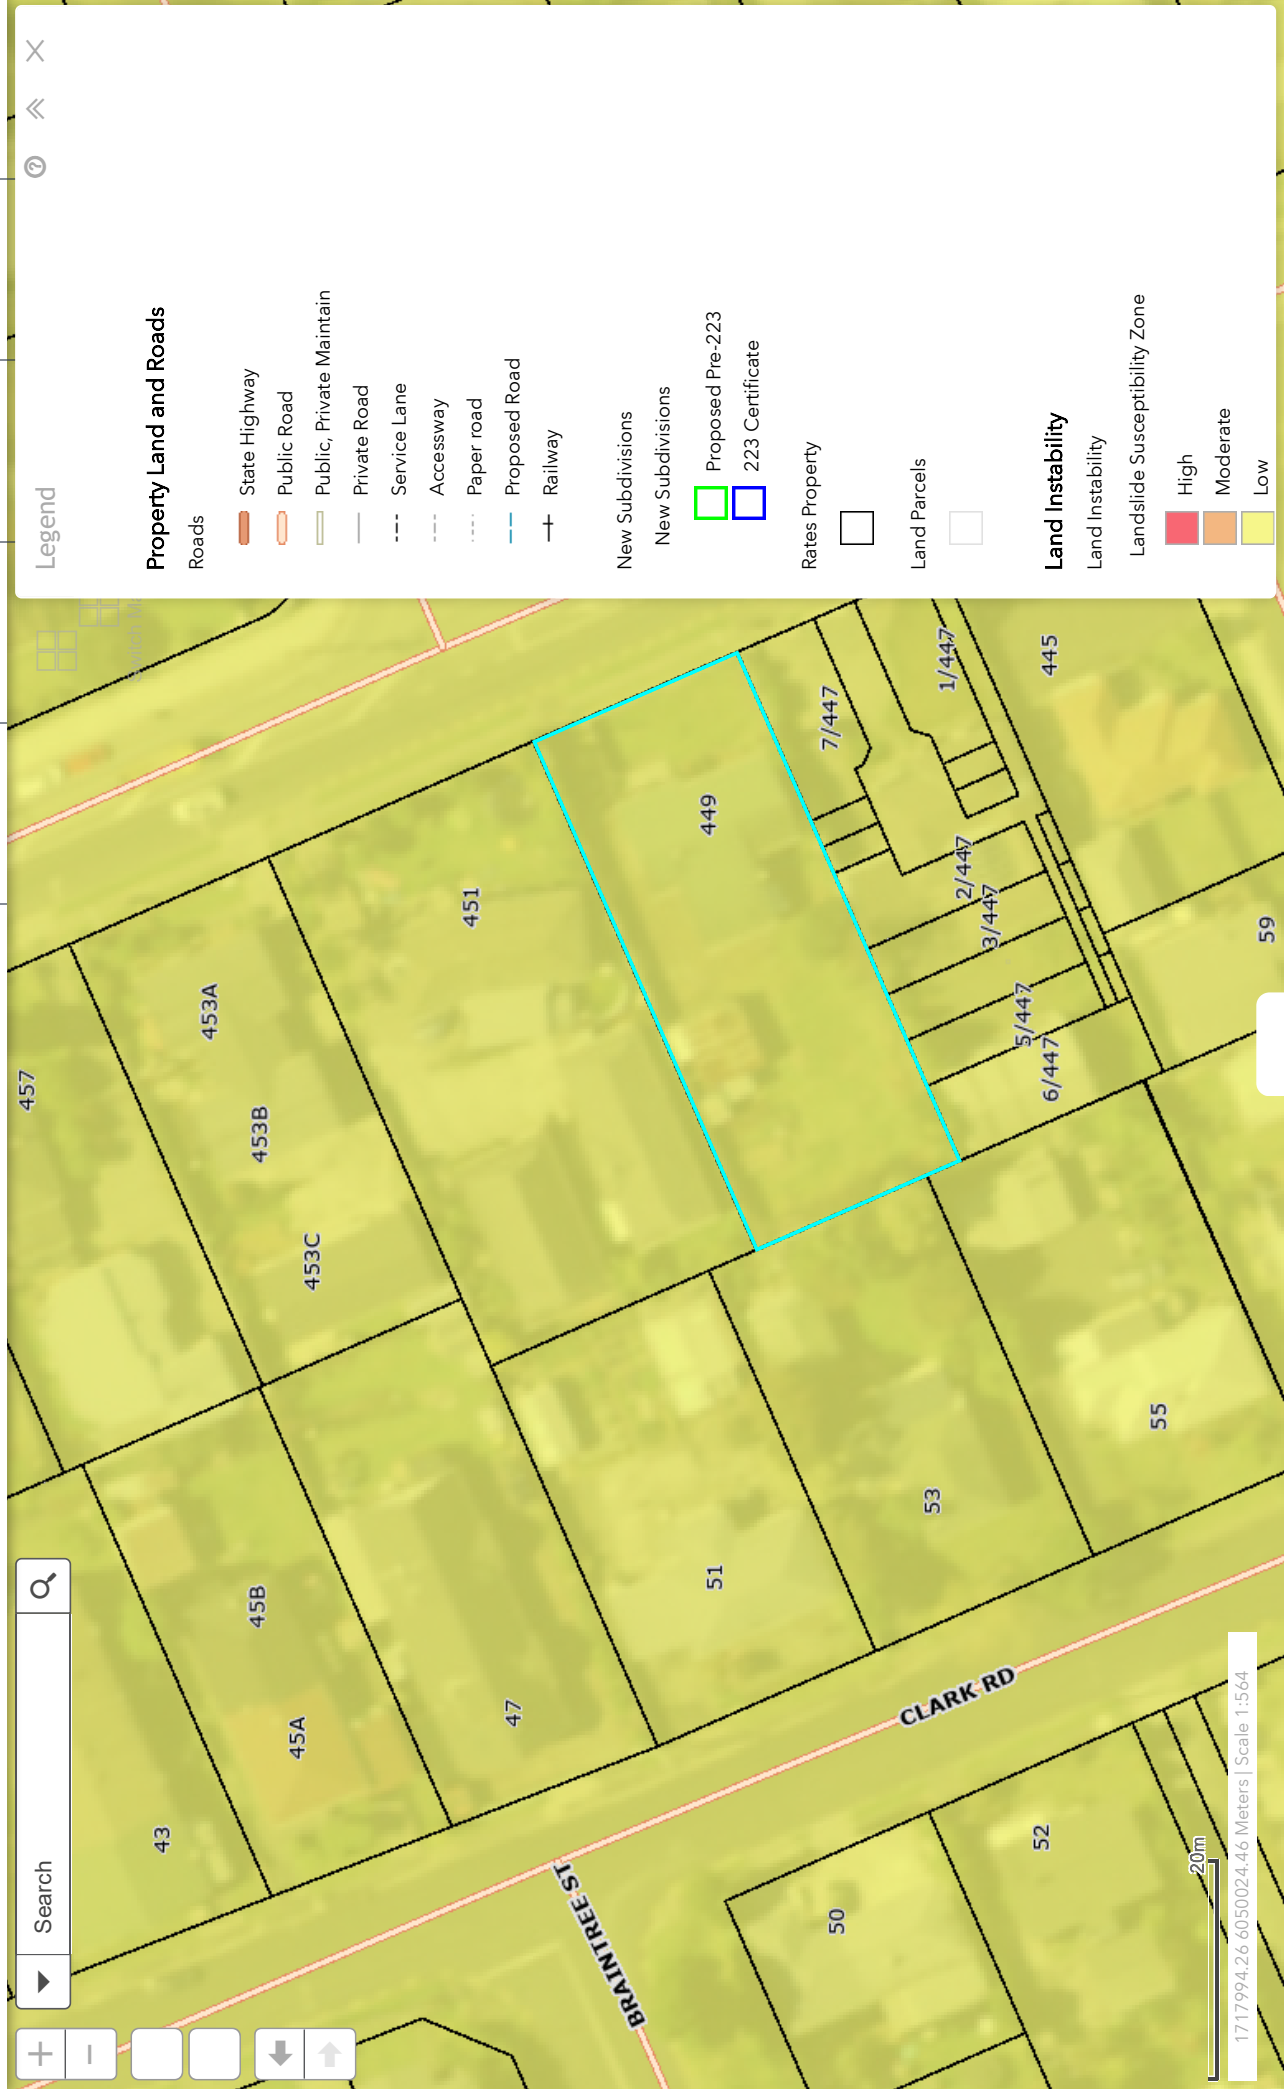 Search
Legend
Property Land and Roads
Roads
State Highway
Public Road
Public, Private Maintain
Private Road
Service Lane
Accessway
Paper road
Proposed Road
Railway
New Subdivisions
New Subdivisions
Proposed Pre-223
223 Certificate
Rates Property
Land Parcels
Land Instability
Land Instability
Landslide Susceptibility Zone
High
Moderate
Low
457
453A
453B
453C
451
449
7/447
1/447
445
2/447
3/447
5/447
6/447
59
43
45A
45B
47
51
53
55
CLARK RD
BRAINTREE ST
50
52
20m
1717994.26 6050024.46 Meters | Scale 1:564